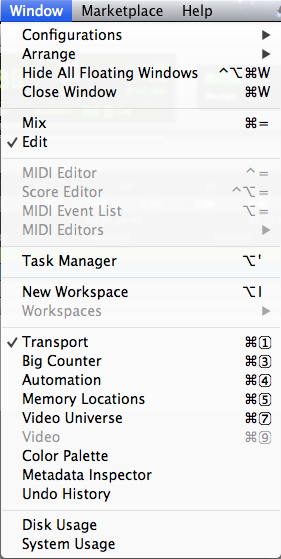 Window Marketplace Help
Configurations ▶
Arrange ▶
Hide All Floating Windows ^⌥⌘W
Close Window ⌘W
Mix ⌘=
✓ Edit
MIDI Editor ^=
Score Editor ^⌥=
MIDI Event List ⌥=
MIDI Editors ▶
Task Manager ⌥'
New Workspace ⌥I
Workspaces ▶
✓ Transport ⌘1
Big Counter ⌘3
Automation ⌘4
Memory Locations ⌘5
Video Universe ⌘7
Video ⌘9
Color Palette
Metadata Inspector
Undo History
Disk Usage
System Usage